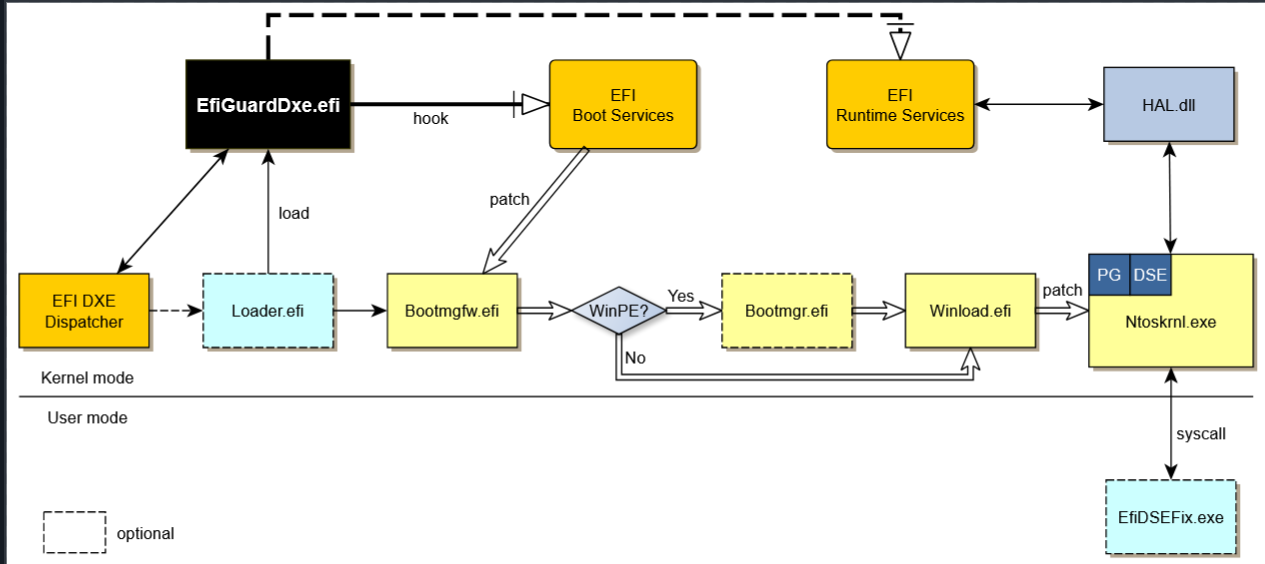 EfiGuardDxe.efi
hook
EFI
Boot Services
EFI
Runtime Services
HAL.dll
patch
load
EFI DXE
Dispatcher
Loader.efi
Bootmgfw.efi
WinPE?
Yes
Bootmgr.efi
Winload.efi
patch
PG
DSE
Ntoskrnl.exe
No
Kernel mode
User mode
syscall
EfiDSEFix.exe
optional